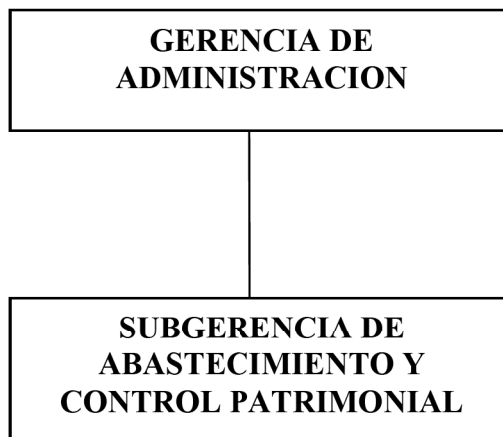 GERENCIA DE
ADMINISTRACION
SUBGERENCIA DE
ABASTECIMIENTO Y
CONTROL PATRIMONIAL